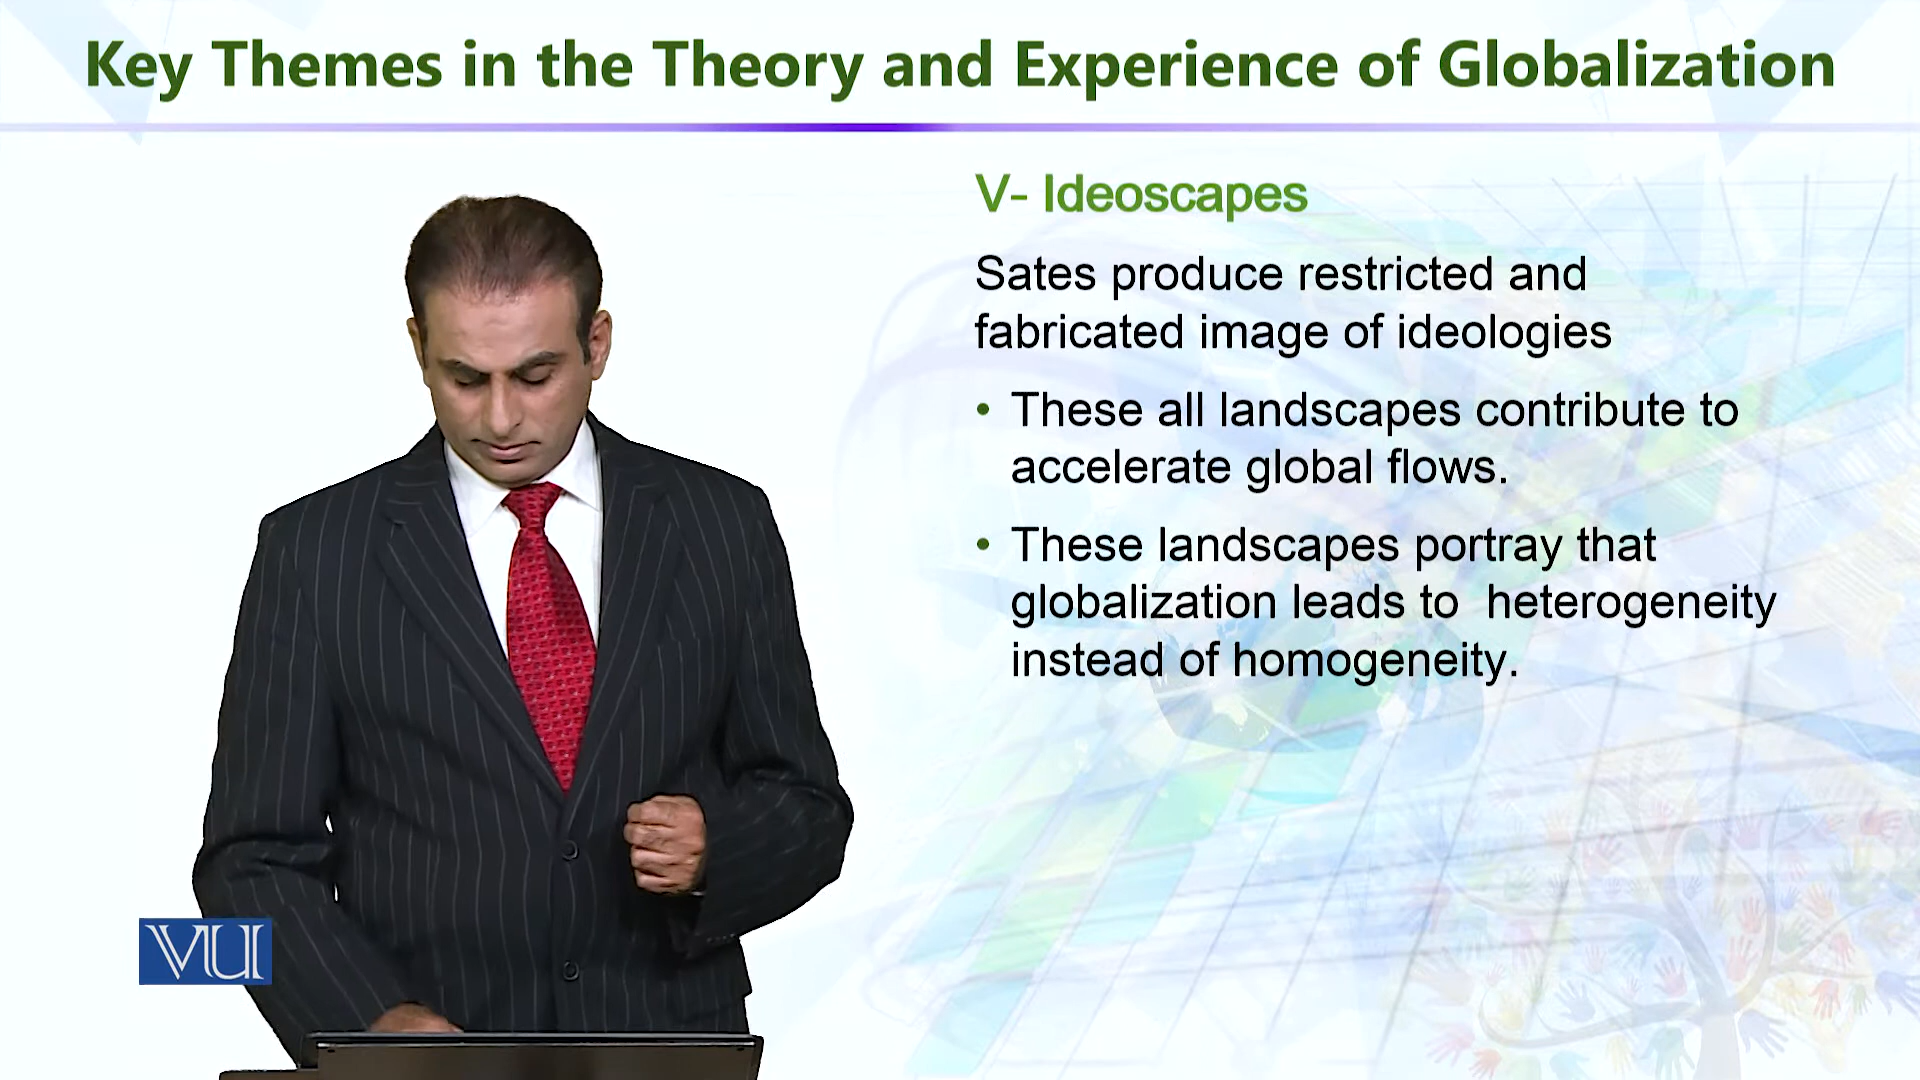 Key Themes in the Theory and Experience of Globalization
V- Ideoscapes
Sates produce restricted and
fabricated image of ideologies
• These all landscapes contribute to
accelerate global flows.
• These landscapes portray that
globalization leads to  heterogeneity
instead of homogeneity.
VU